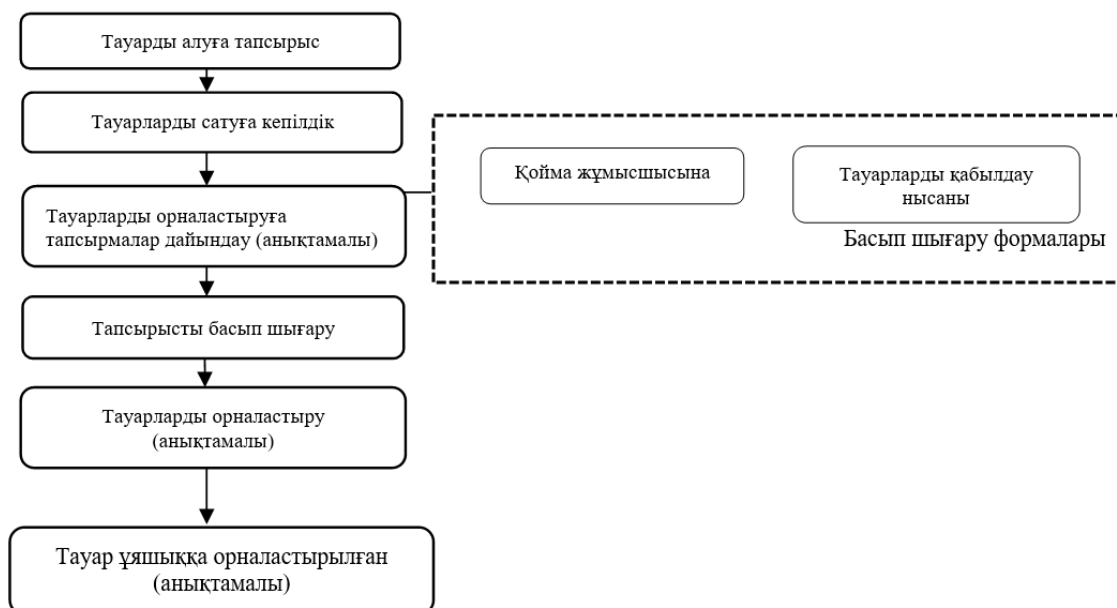 Тауарды алуға тапсырыс
Тауарларды сатуға кепілдік
Тауарларды орналастыруға
тапсырмалар дайындау (анықтамалы)
Қойма жұмысшысына
Тауарларды қабылдау
нысаны
Басып шығару формалары
Тапсырысты басып шығару
Тауарларды орналастыру
(анықтамалы)
Тауар ұяшыққа орналастырылған
(анықтамалы)